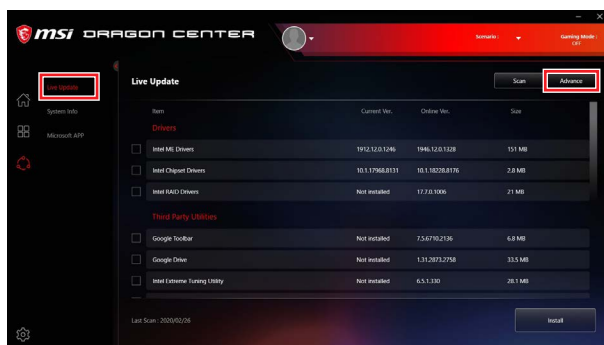 msi DRAGON CENTER
Scenario :
Gaming Mode :
OFF
Live Update
System Info
Microsoft APP
Live Update
Scan
Advance
Item Current Ver. Online Ver. Size
Drivers
Intel ME Drivers 1912.12.0.1246 1946.12.0.1328 151 MB
Intel Chipset Drivers 10.1.17968.8131 10.1.18228.8176 2.8 MB
Intel RAID Drivers Not installed 17.7.0.1006 21 MB
Third Party Utilities
Google Toolbar Not installed 7.5.6710.2136 6.8 MB
Google Drive Not installed 1.31.2873.2758 33.5 MB
Intel Extreme Tuning Utility Not installed 6.5.1.330 28.1 MB
Last Scan : 2020/02/26
Install